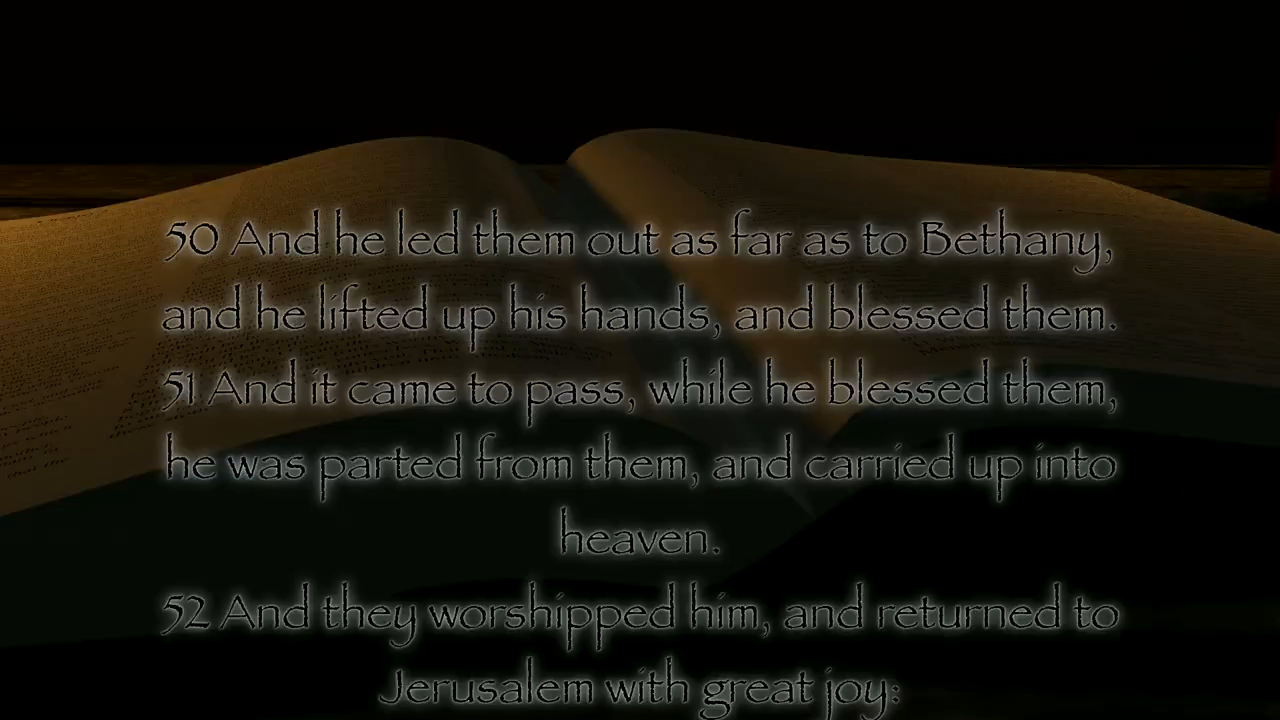 50 And he led them out as far as to Bethany,
and he lifted up his hands, and blessed them.
51 And it came to pass, while he blessed them,
he was parted from them, and carried up into
heaven.
52 And they worshipped him, and returned to
Jerusalem with great joy: